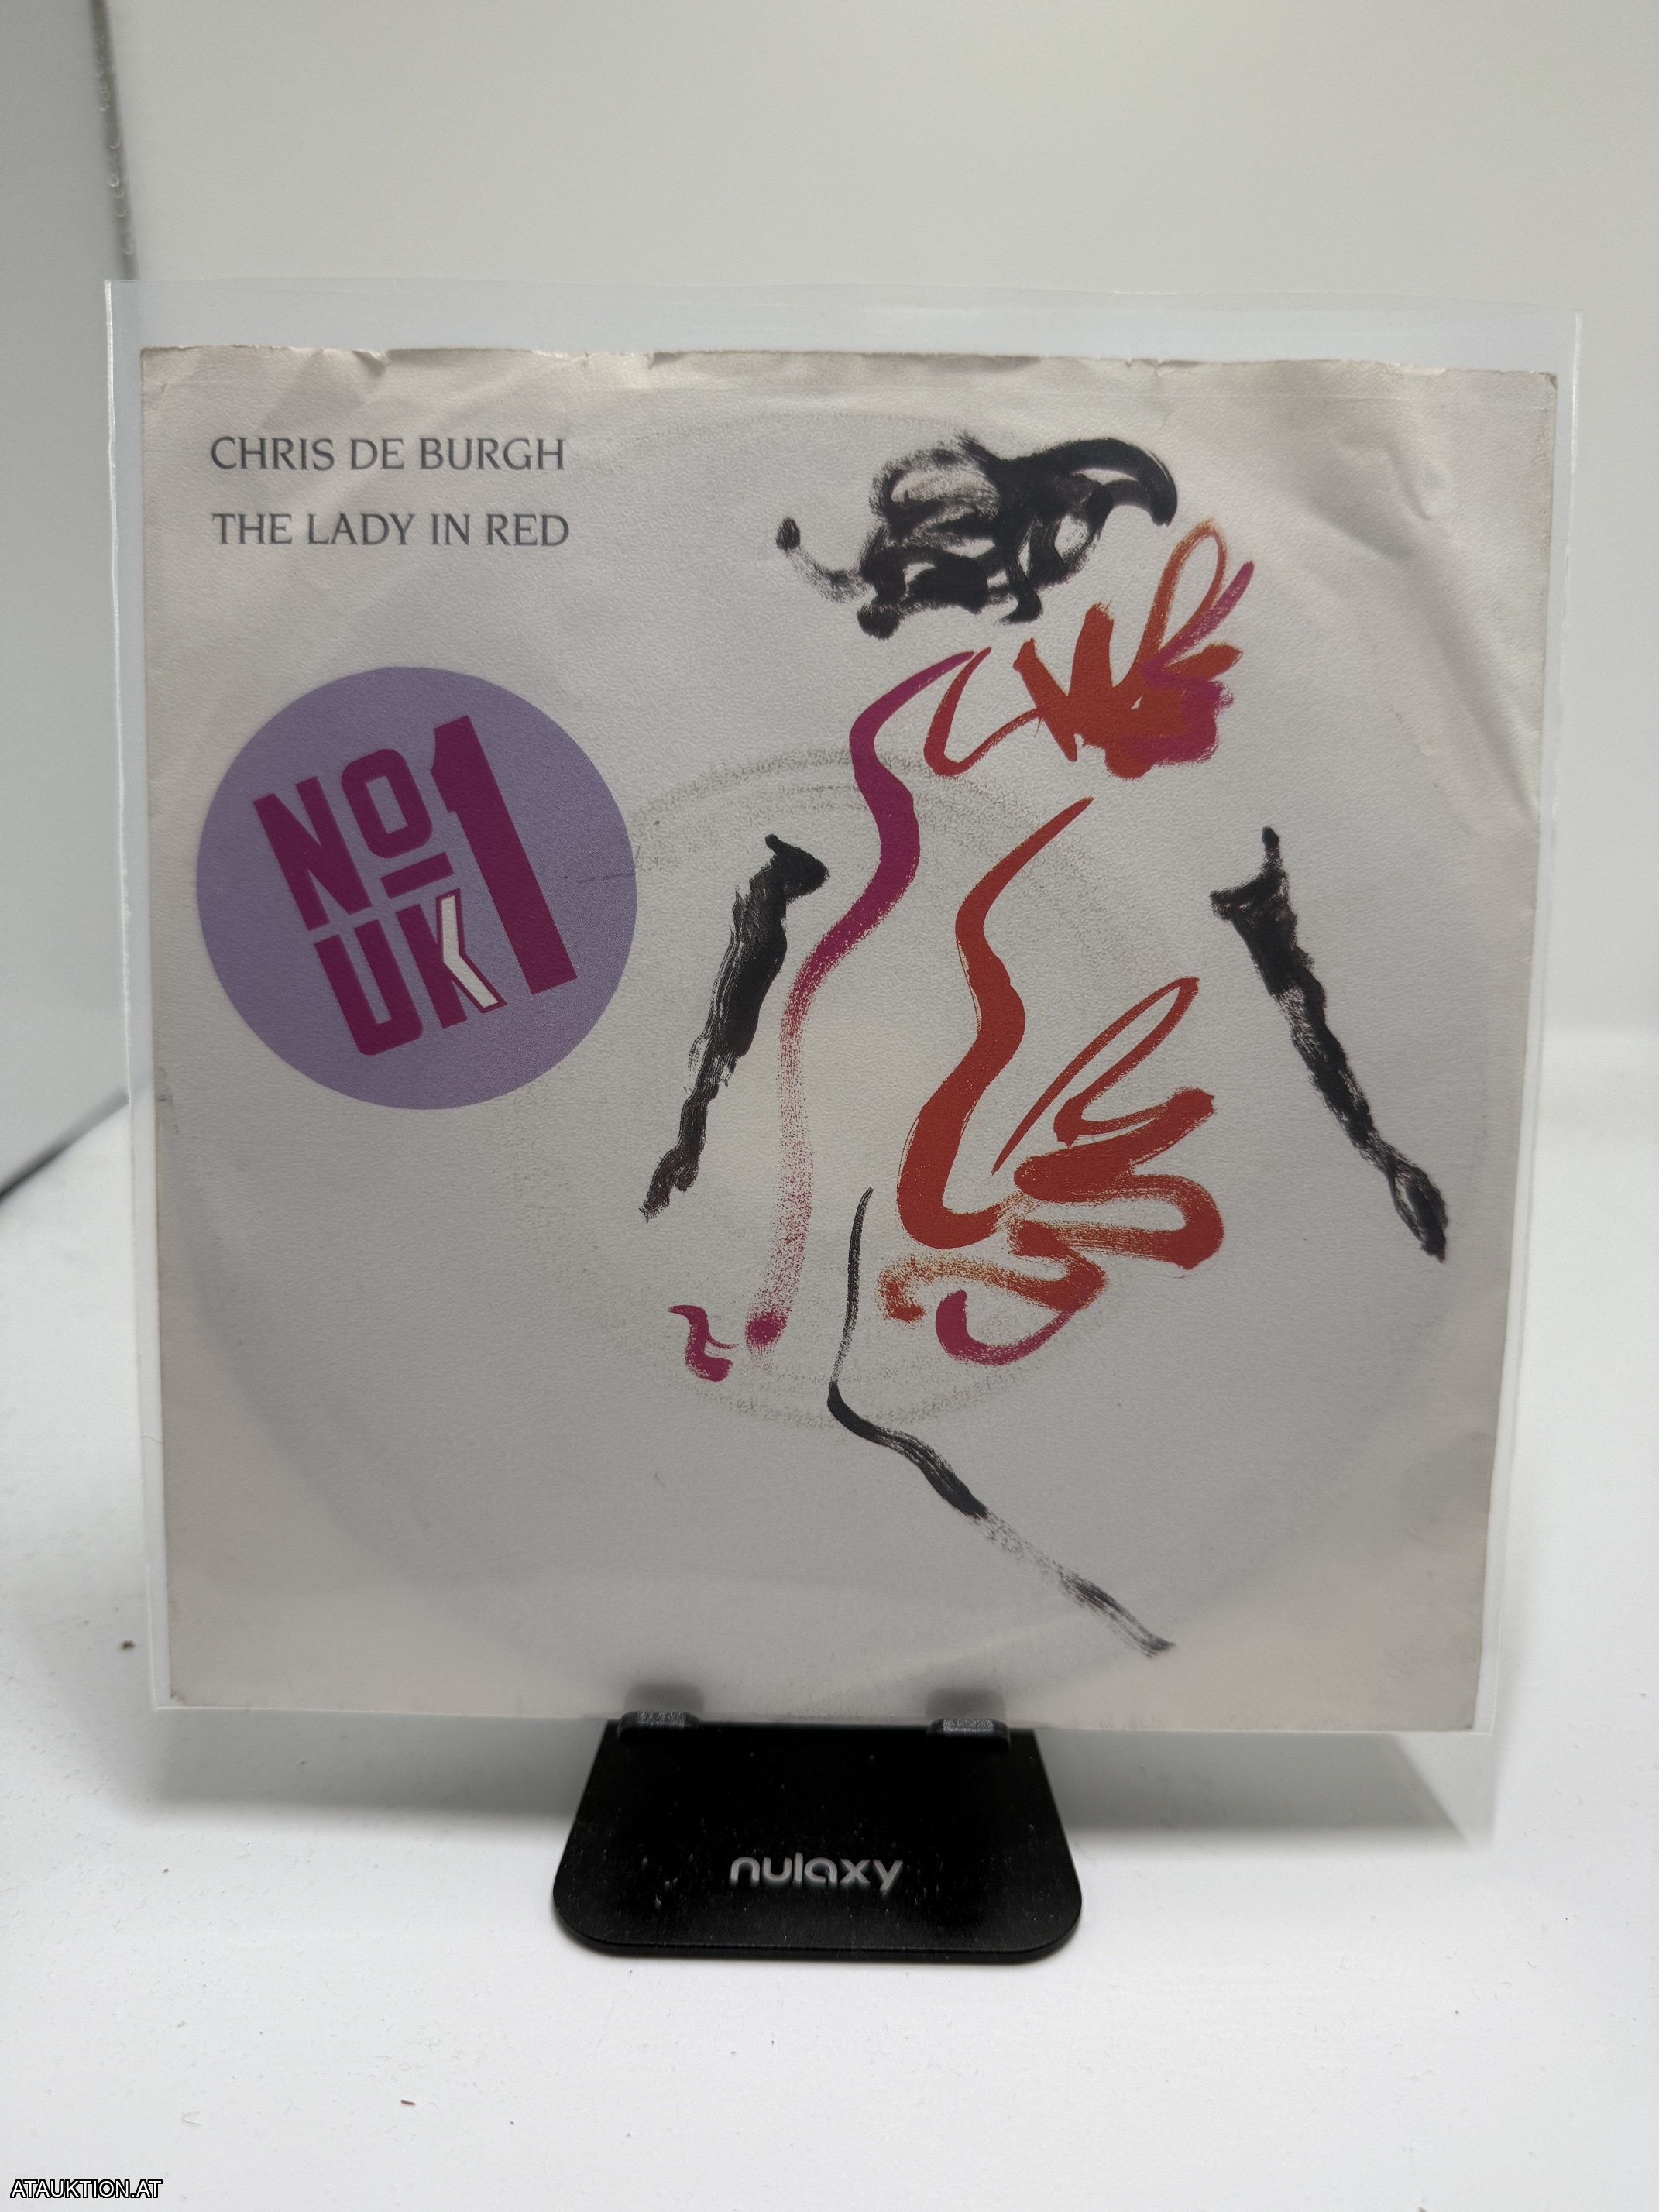 CHRIS DE BURGH
THE LADY IN RED
NO 1
UK
nulaxy
ATAUKTION.AT